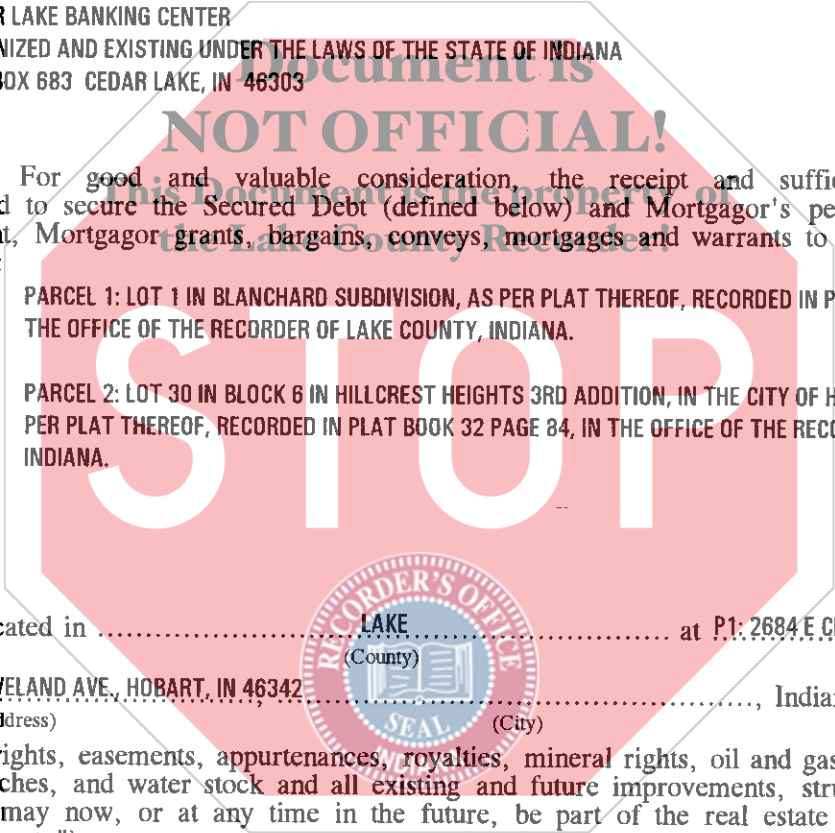 LAKE BANKING CENTER
AND EXISTING UNDER THE LAWS OF THE STATE OF INDIANA
BOX 683 CEDAR LAKE, IN 46303
Document is
NOT OFFICIAL!
This Document is the property of
the Lake County Recorder!
For good and valuable consideration, the receipt and
to secure the Secured Debt (defined below) and Mortgagor's
Mortgagor grants, bargains, conveys, mortgages and warrants to
PARCEL 1: LOT 1 IN BLANCHARD SUBDIVISION, AS PER PLAT THEREOF, RECORDED IN P
THE OFFICE OF THE RECORDER OF LAKE COUNTY, INDIANA.
STOP
PARCEL 2: LOT 30 IN BLOCK 6 IN HILLCREST HEIGHTS 3RD ADDITION, IN THE CITY OF H
PER PLAT THEREOF, RECORDED IN PLAT BOOK 32 PAGE 84, IN THE OFFICE OF THE RECO
INDIANA.
RECORDER'S OFFICE
SEAL
INDIANA
cated in LAKE at P1: 2684 E C
(County)
VELAND AVE., HOBART, IN 46342 , India
ddress) (City)
ights, easements, appurtenances, royalties, mineral rights, oil and gas
ches, and water stock and all existing and future improvements, stru
may now, or at any time in the future, be part of the real estate